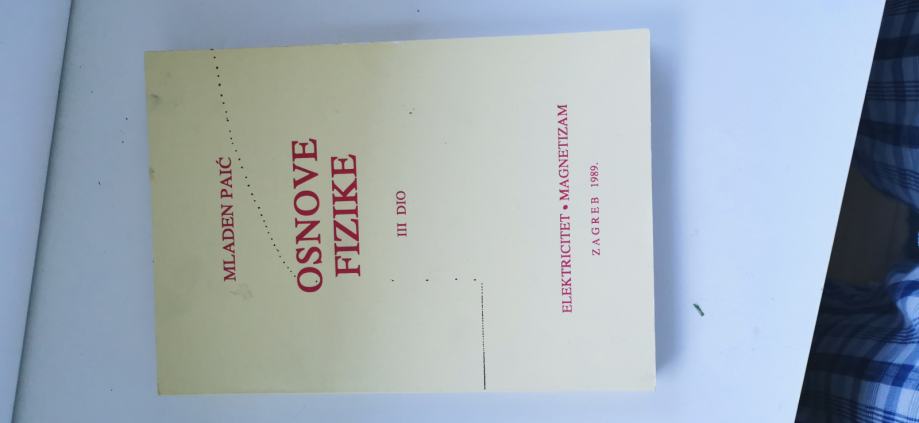 MLADEN PAIĆ
OSNOVE
FIZIKE
III DIO
ELEKTRICITET • MAGNETIZAM
ZAGREB 1989.